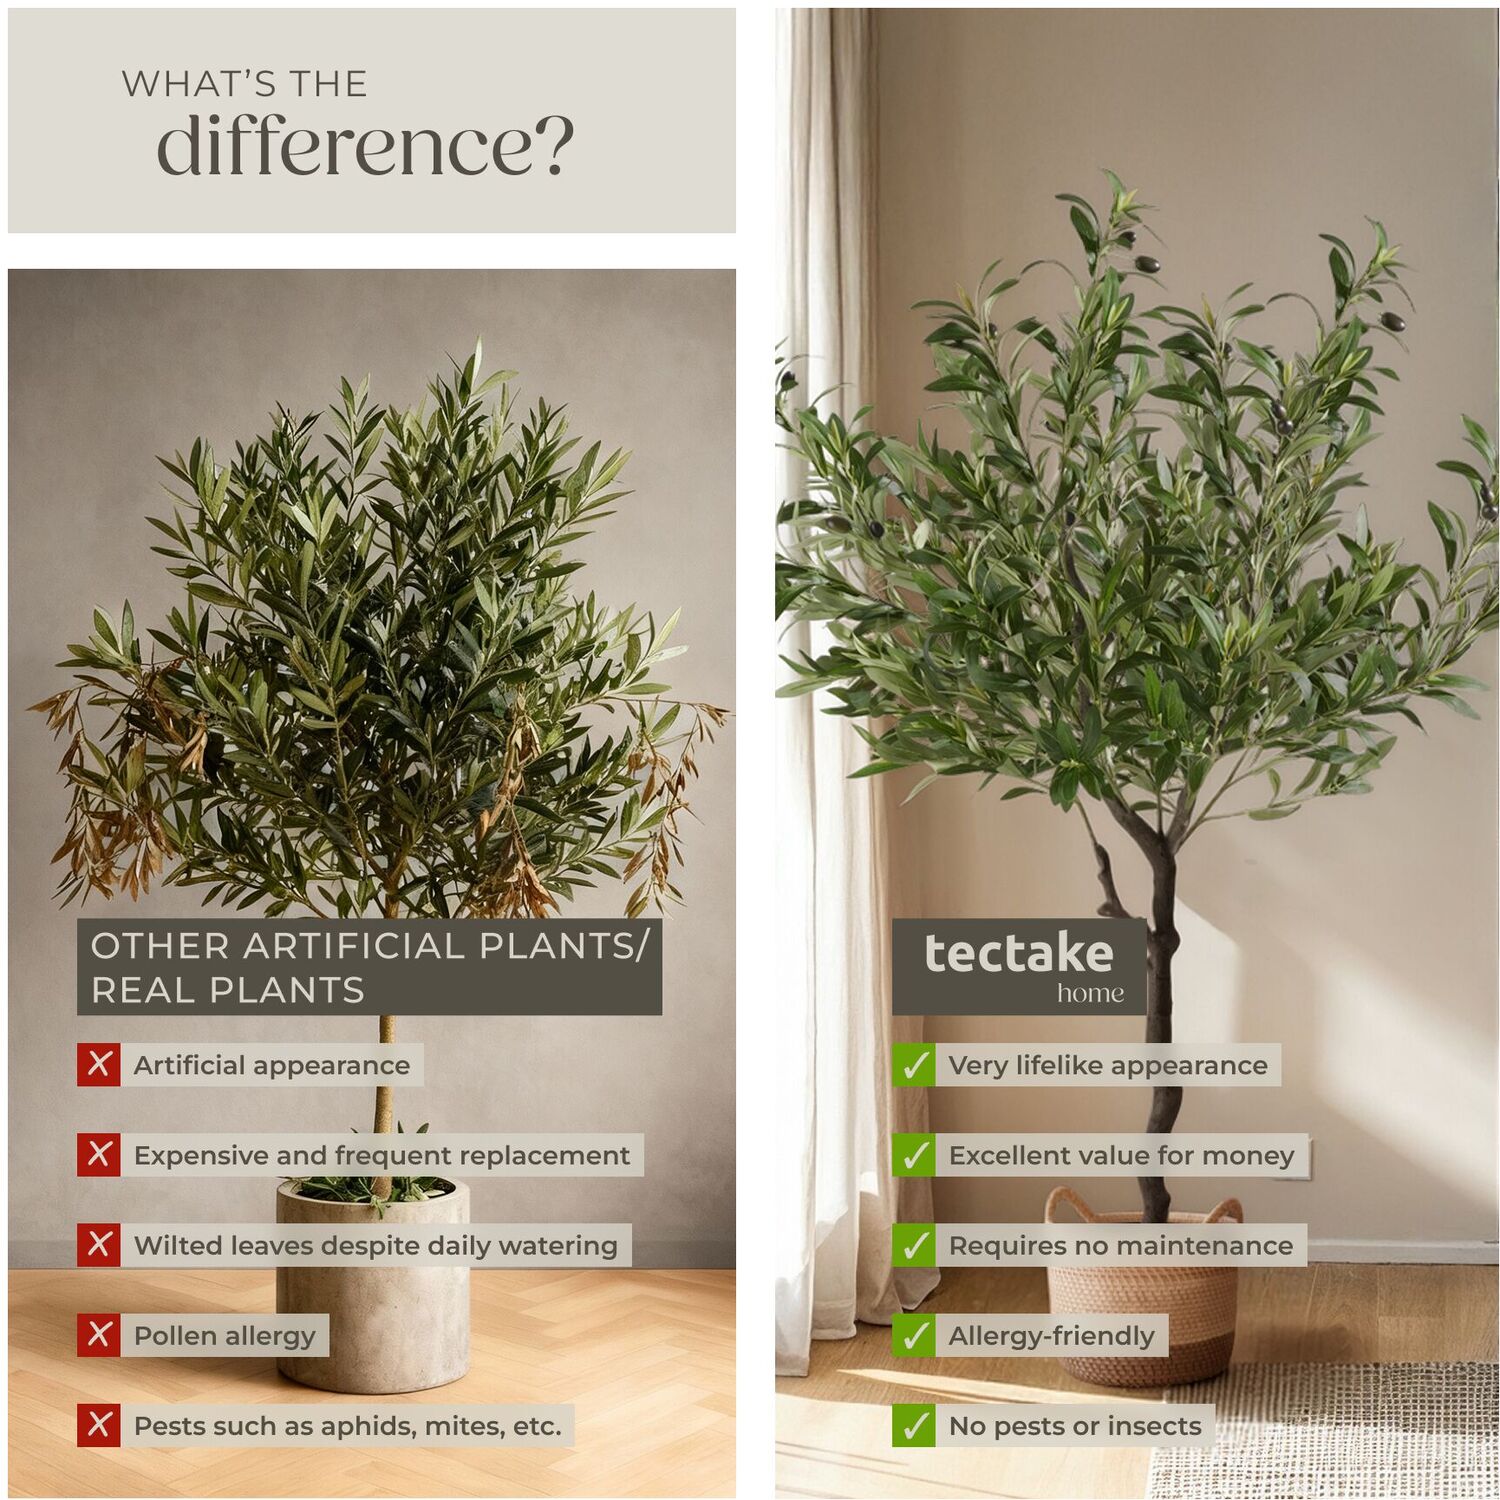 WHAT'S THE
difference?
OTHER ARTIFICIAL PLANTS/
REAL PLANTS
X Artificial appearance
X Expensive and frequent replacement
X Wilted leaves despite daily watering
X Pollen allergy
X Pests such as aphids, mites, etc.
tectake
home
✓ Very lifelike appearance
✓ Excellent value for money
✓ Requires no maintenance
✓ Allergy-friendly
✓ No pests or insects